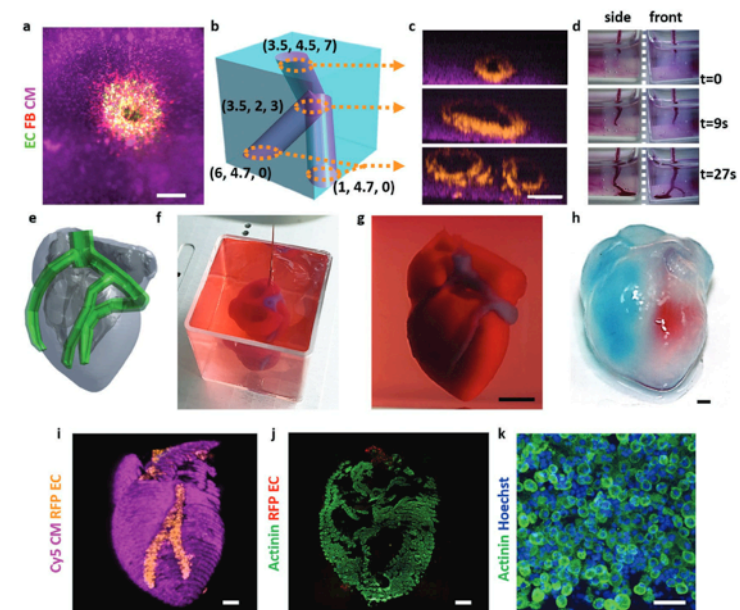 a
EC FB CM
b
(3.5, 4.5, 7)
(3.5, 2, 3)
(6, 4.7, 0)
(1, 4.7, 0)
c
d
side front
t=0
t=9s
t=27s
e
f
g
h
i
Cy5 CM RFP EC
j
Actinin RFP EC
k
Actinin Hoechst